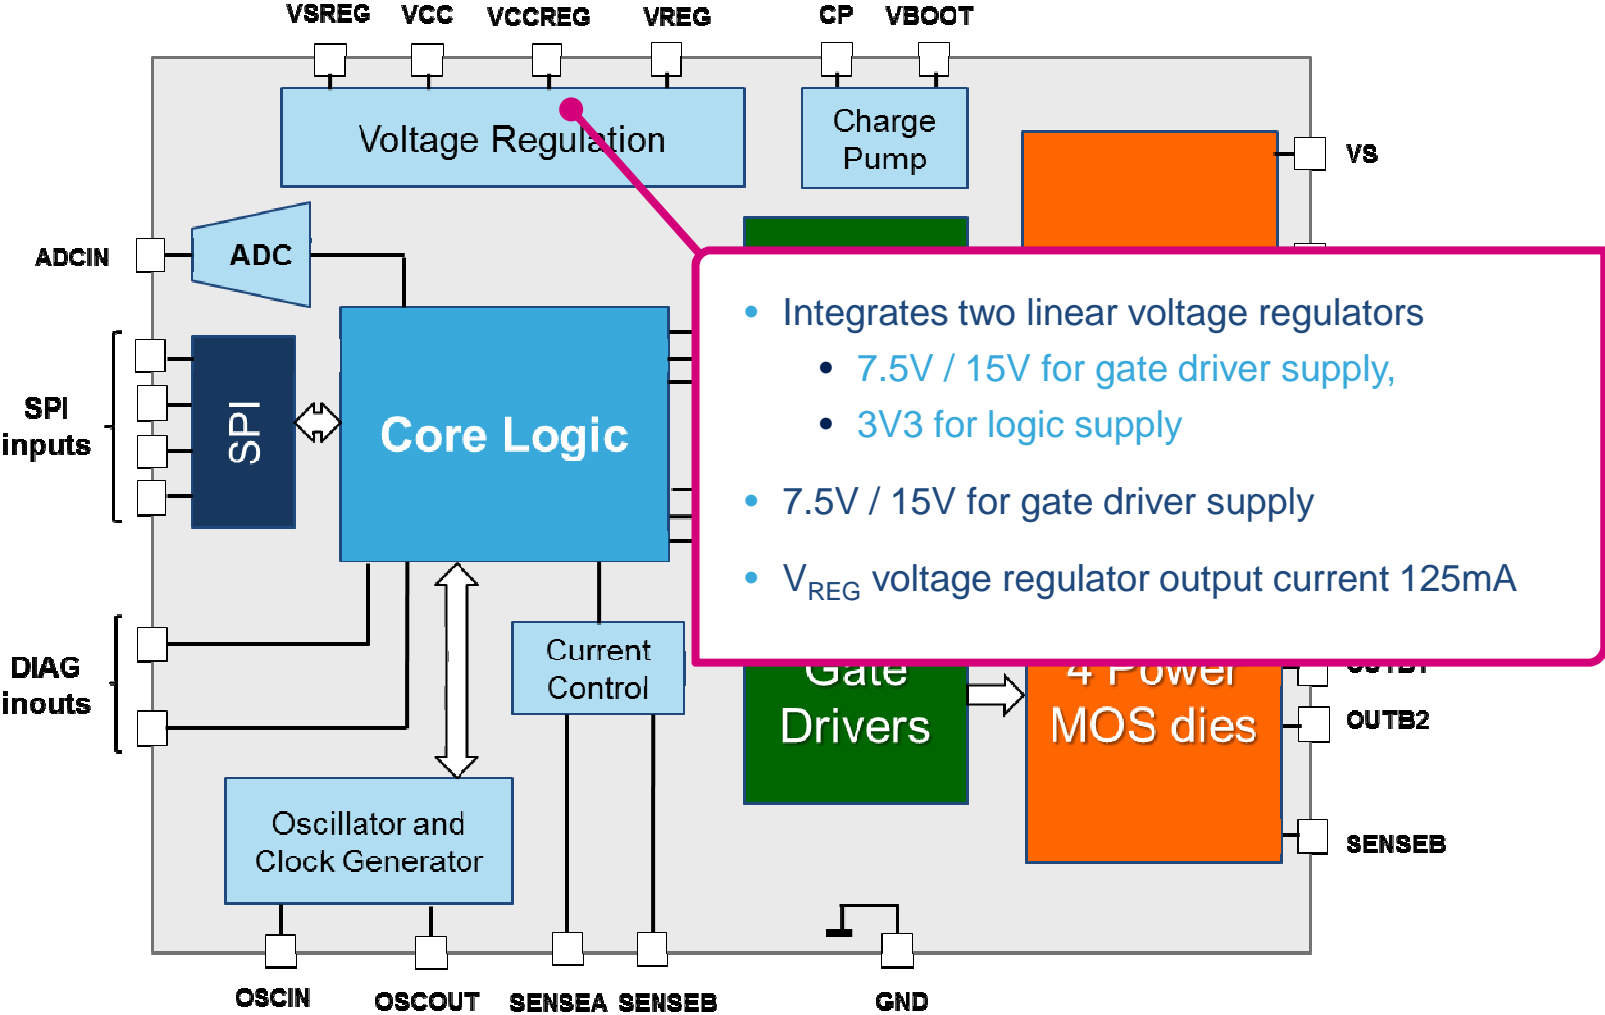 VSREG VCC VCCREG VREG CP VBOOT
Voltage Regulation
Charge
Pump
VS
ADCIN
ADC
• Integrates two linear voltage regulators
• 7.5V / 15V for gate driver supply,
• 3V3 for logic supply
• 7.5V / 15V for gate driver supply
• VREG voltage regulator output current 125mA
SPI
inputs
SPI
Core Logic
DIAG
inouts
Current
Control
Gate
Drivers
4 Power
MOS dies
OUTB2
SENSEB
Oscillator and
Clock Generator
OSCIN OSCOUT SENSEA SENSEB GND